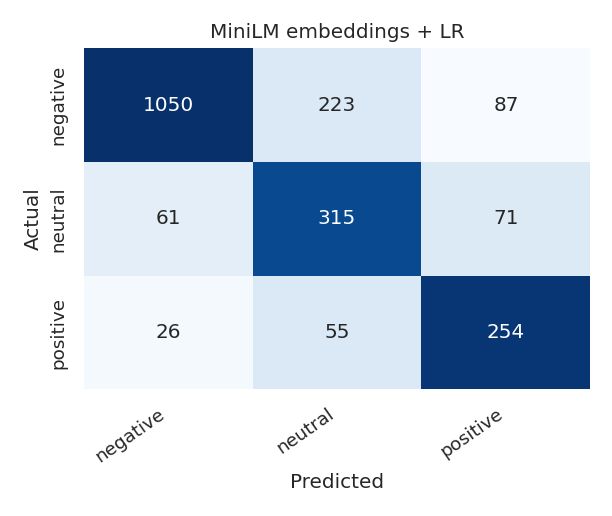 MiniLM embeddings + LR
Actual
negative
1050 223 87
neutral
61 315 71
positive
26 55 254
negative neutral positive
Predicted